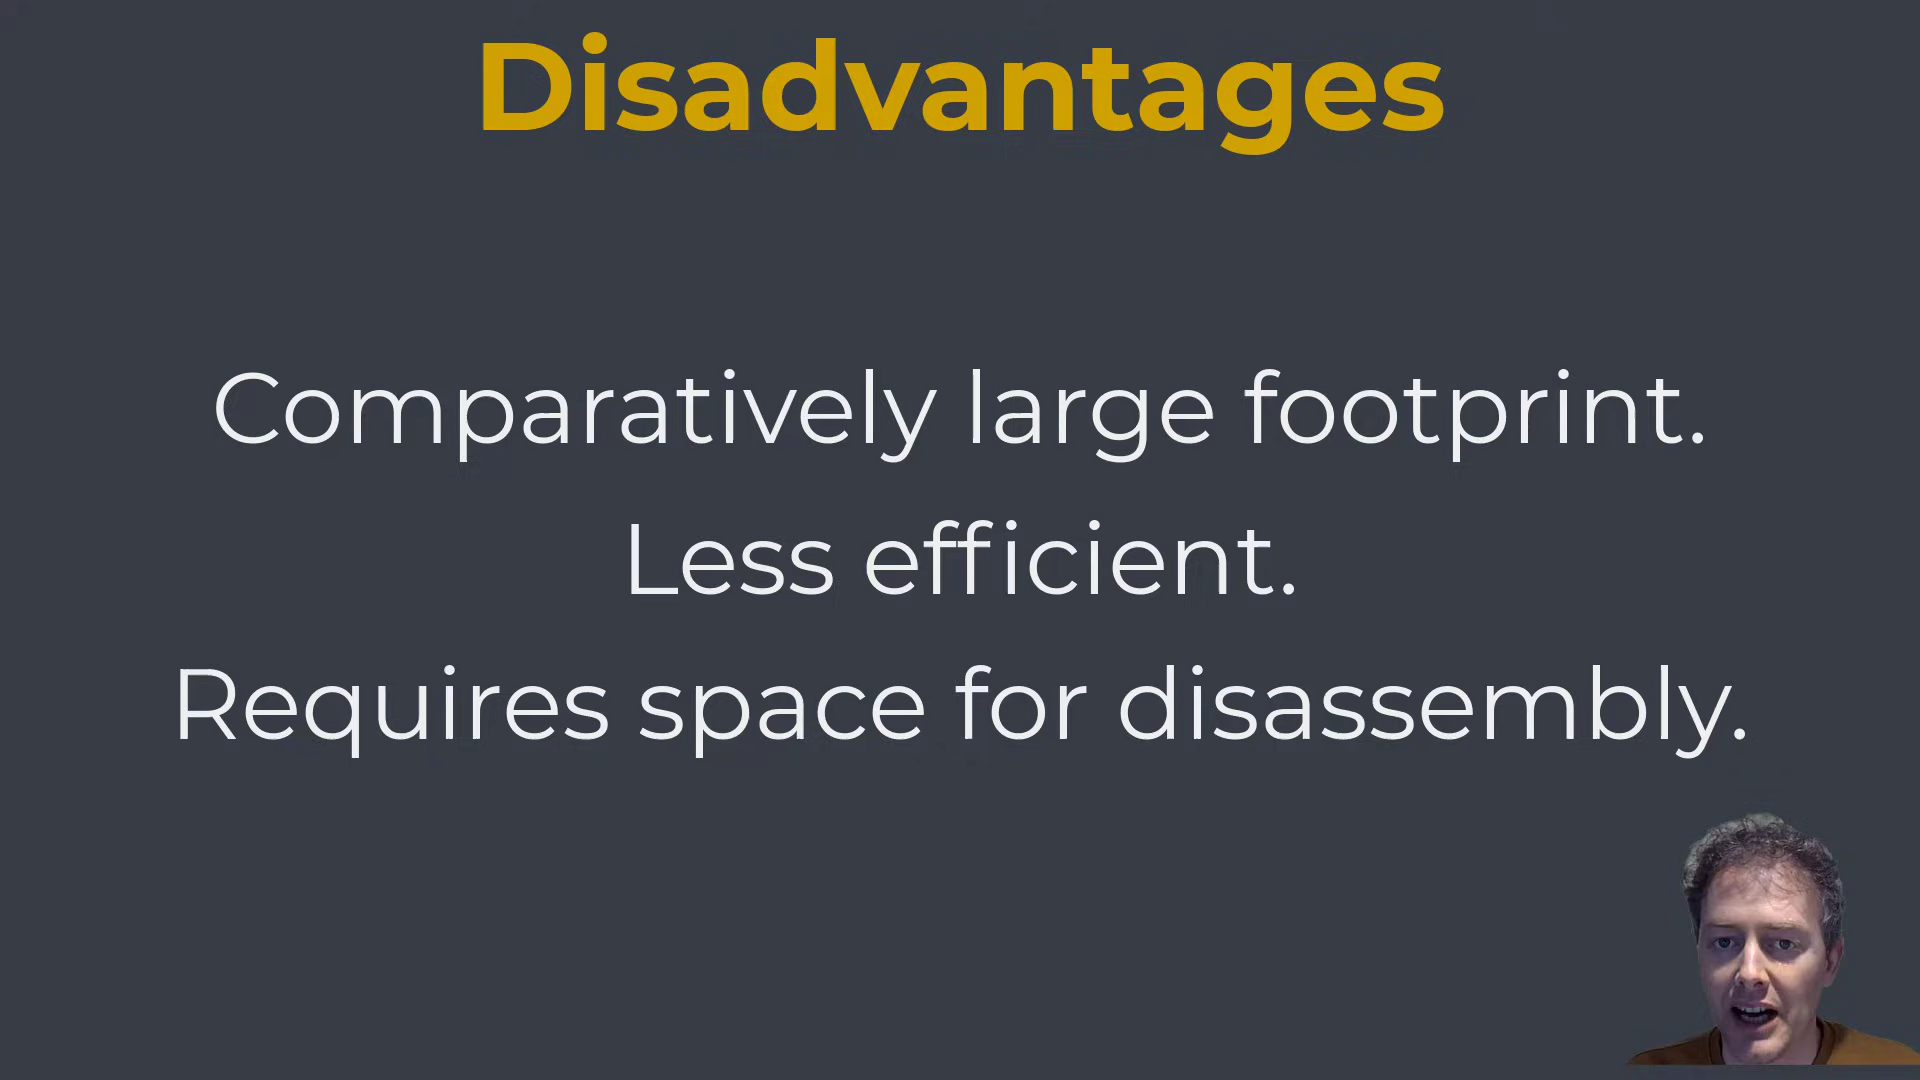 Disadvantages
Comparatively large footprint.
Less efficient.
Requires space for disassembly.